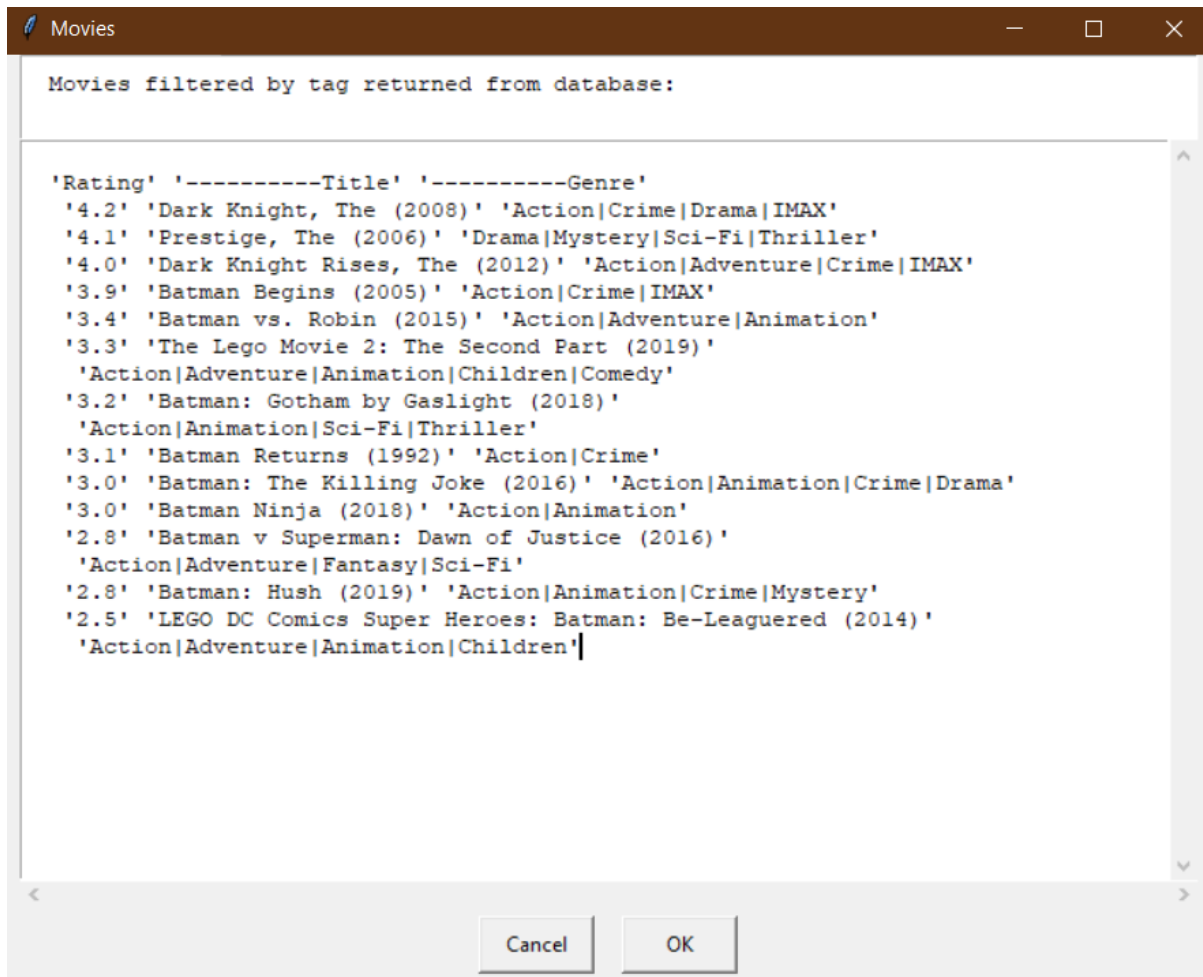 Movies
Movies filtered by tag returned from database:
'Rating' '----------Title' '----------Genre'
'4.2' 'Dark Knight, The (2008)' 'Action|Crime|Drama|IMAX'
'4.1' 'Prestige, The (2006)' 'Drama|Mystery|Sci-Fi|Thriller'
'4.0' 'Dark Knight Rises, The (2012)' 'Action|Adventure|Crime|IMAX'
'3.9' 'Batman Begins (2005)' 'Action|Crime|IMAX'
'3.4' 'Batman vs. Robin (2015)' 'Action|Adventure|Animation'
'3.3' 'The Lego Movie 2: The Second Part (2019)'
'Action|Adventure|Animation|Children|Comedy'
'3.2' 'Batman: Gotham by Gaslight (2018)'
'Action|Animation|Sci-Fi|Thriller'
'3.1' 'Batman Returns (1992)' 'Action|Crime'
'3.0' 'Batman: The Killing Joke (2016)' 'Action|Animation|Crime|Drama'
'3.0' 'Batman Ninja (2018)' 'Action|Animation'
'2.8' 'Batman v Superman: Dawn of Justice (2016)'
'Action|Adventure|Fantasy|Sci-Fi'
'2.8' 'Batman: Hush (2019)' 'Action|Animation|Crime|Mystery'
'2.5' 'LEGO DC Comics Super Heroes: Batman: Be-Leaguered (2014)'
'Action|Adventure|Animation|Children'
Cancel OK